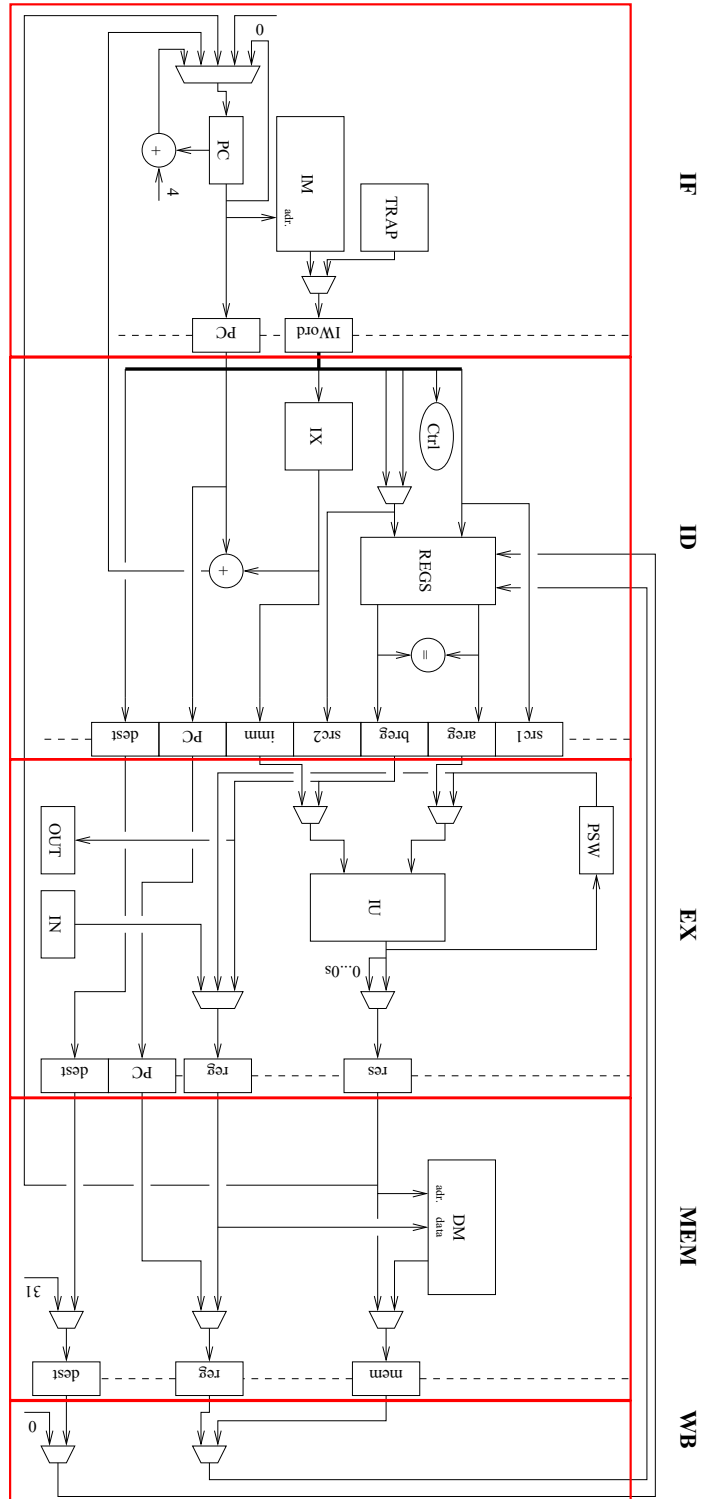 IF
0
PC
+
4
IM
adr.
TRAP
PC
IWord
ID
IX
Ctrl
REGS
+
=
dest
PC
imm
src2
breg
areg
src1
EX
OUT
IN
IU
PSW
0...0s
dest
PC
reg
res
MEM
DM
adr.
data
31
dest
reg
mem
WB
0